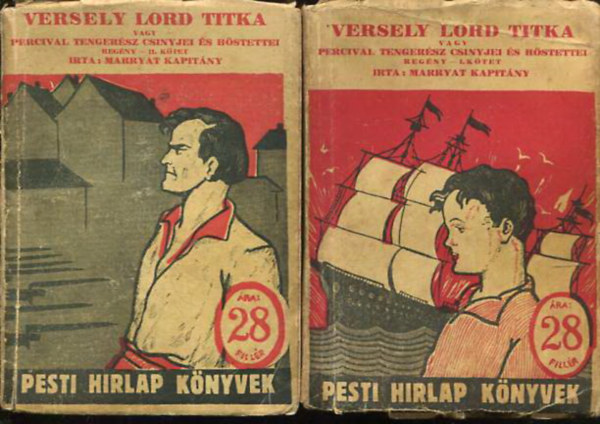 VERSELY LORD TITKA
VAGY
PERCIVAL TENGERÉSZ CSINYJEI ÉS HŐSTETTEI
REGÉNY – II. KÖTET
IRTA: MARRYAT KAPITÁNY
ÁRA:
28
FILLÉR
PESTI HIRLAP KÖNYVEK
VERSELY LORD TITKA
VAGY
PERCIVAL TENGERÉSZ CSINYJEI ÉS HŐSTETTEI
REGÉNY – I. KÖTET
IRTA: MARRYAT KAPITÁNY
ÁRA:
28
FILLÉR
PESTI HIRLAP KÖNYVEK